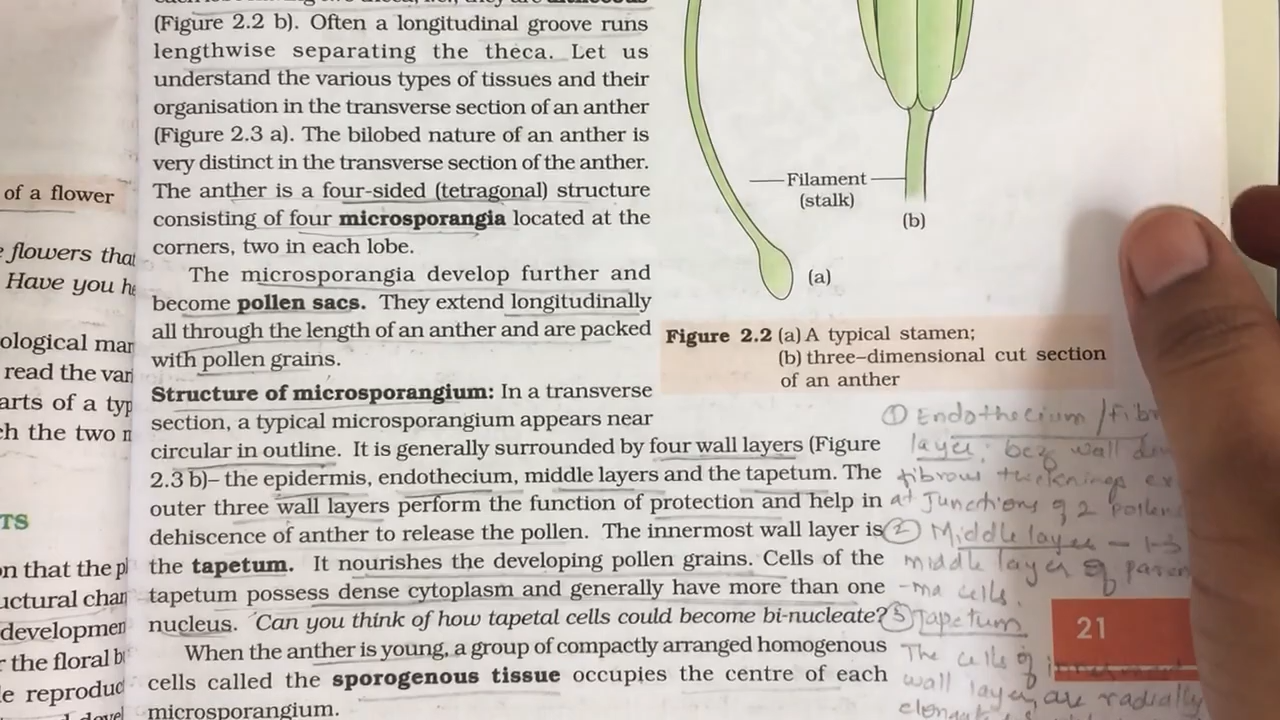 (Figure 2.2 b). Often a longitudinal groove runs
lengthwise separating the theca. Let us
understand the various types of tissues and their
organisation in the transverse section of an anther
(Figure 2.3 a). The bilobed nature of an anther is
very distinct in the transverse section of the anther.
The anther is a four-sided (tetragonal) structure
consisting of four microsporangia located at the
corners, two in each lobe.
The microsporangia develop further and
become pollen sacs. They extend longitudinally
all through the length of an anther and are packed
with pollen grains.
Structure of microsporangium: In a transverse
section, a typical microsporangium appears near
circular in outline. It is generally surrounded by four wall layers (Figure
2.3 b)– the epidermis, endothecium, middle layers and the tapetum. The
outer three wall layers perform the function of protection and help in
dehiscence of anther to release the pollen. The innermost wall layer is
the tapetum. It nourishes the developing pollen grains. Cells of the
tapetum possess dense cytoplasm and generally have more than one
nucleus. Can you think of how tapetal cells could become bi-nucleate?
When the anther is young, a group of compactly arranged homogenous
cells called the sporogenous tissue occupies the centre of each
microsporangium.
Filament
(stalk)
(b)
(a)
Figure 2.2 (a) A typical stamen;
(b) three–dimensional cut section
of an anther
① Endothecium /
layer: wall
fibrous thickenings
at junctions of 2
② Middle layer – 1-3
middle layer of
-ma cells.
Tapetum
The cells of
wall layer, are radially
21
of a flower
flowers that
Have you
read the
of a
the two
TS
on that the
the floral